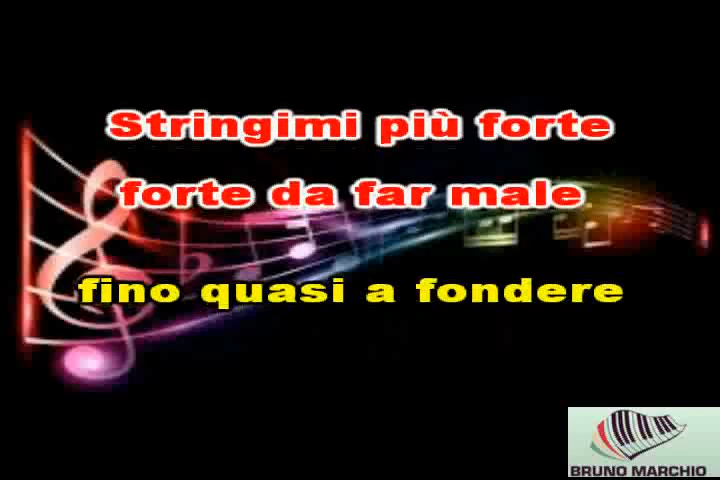 Stringimi più forte
forte da far male
fino quasi a fondere
BRUNO MARCHIO